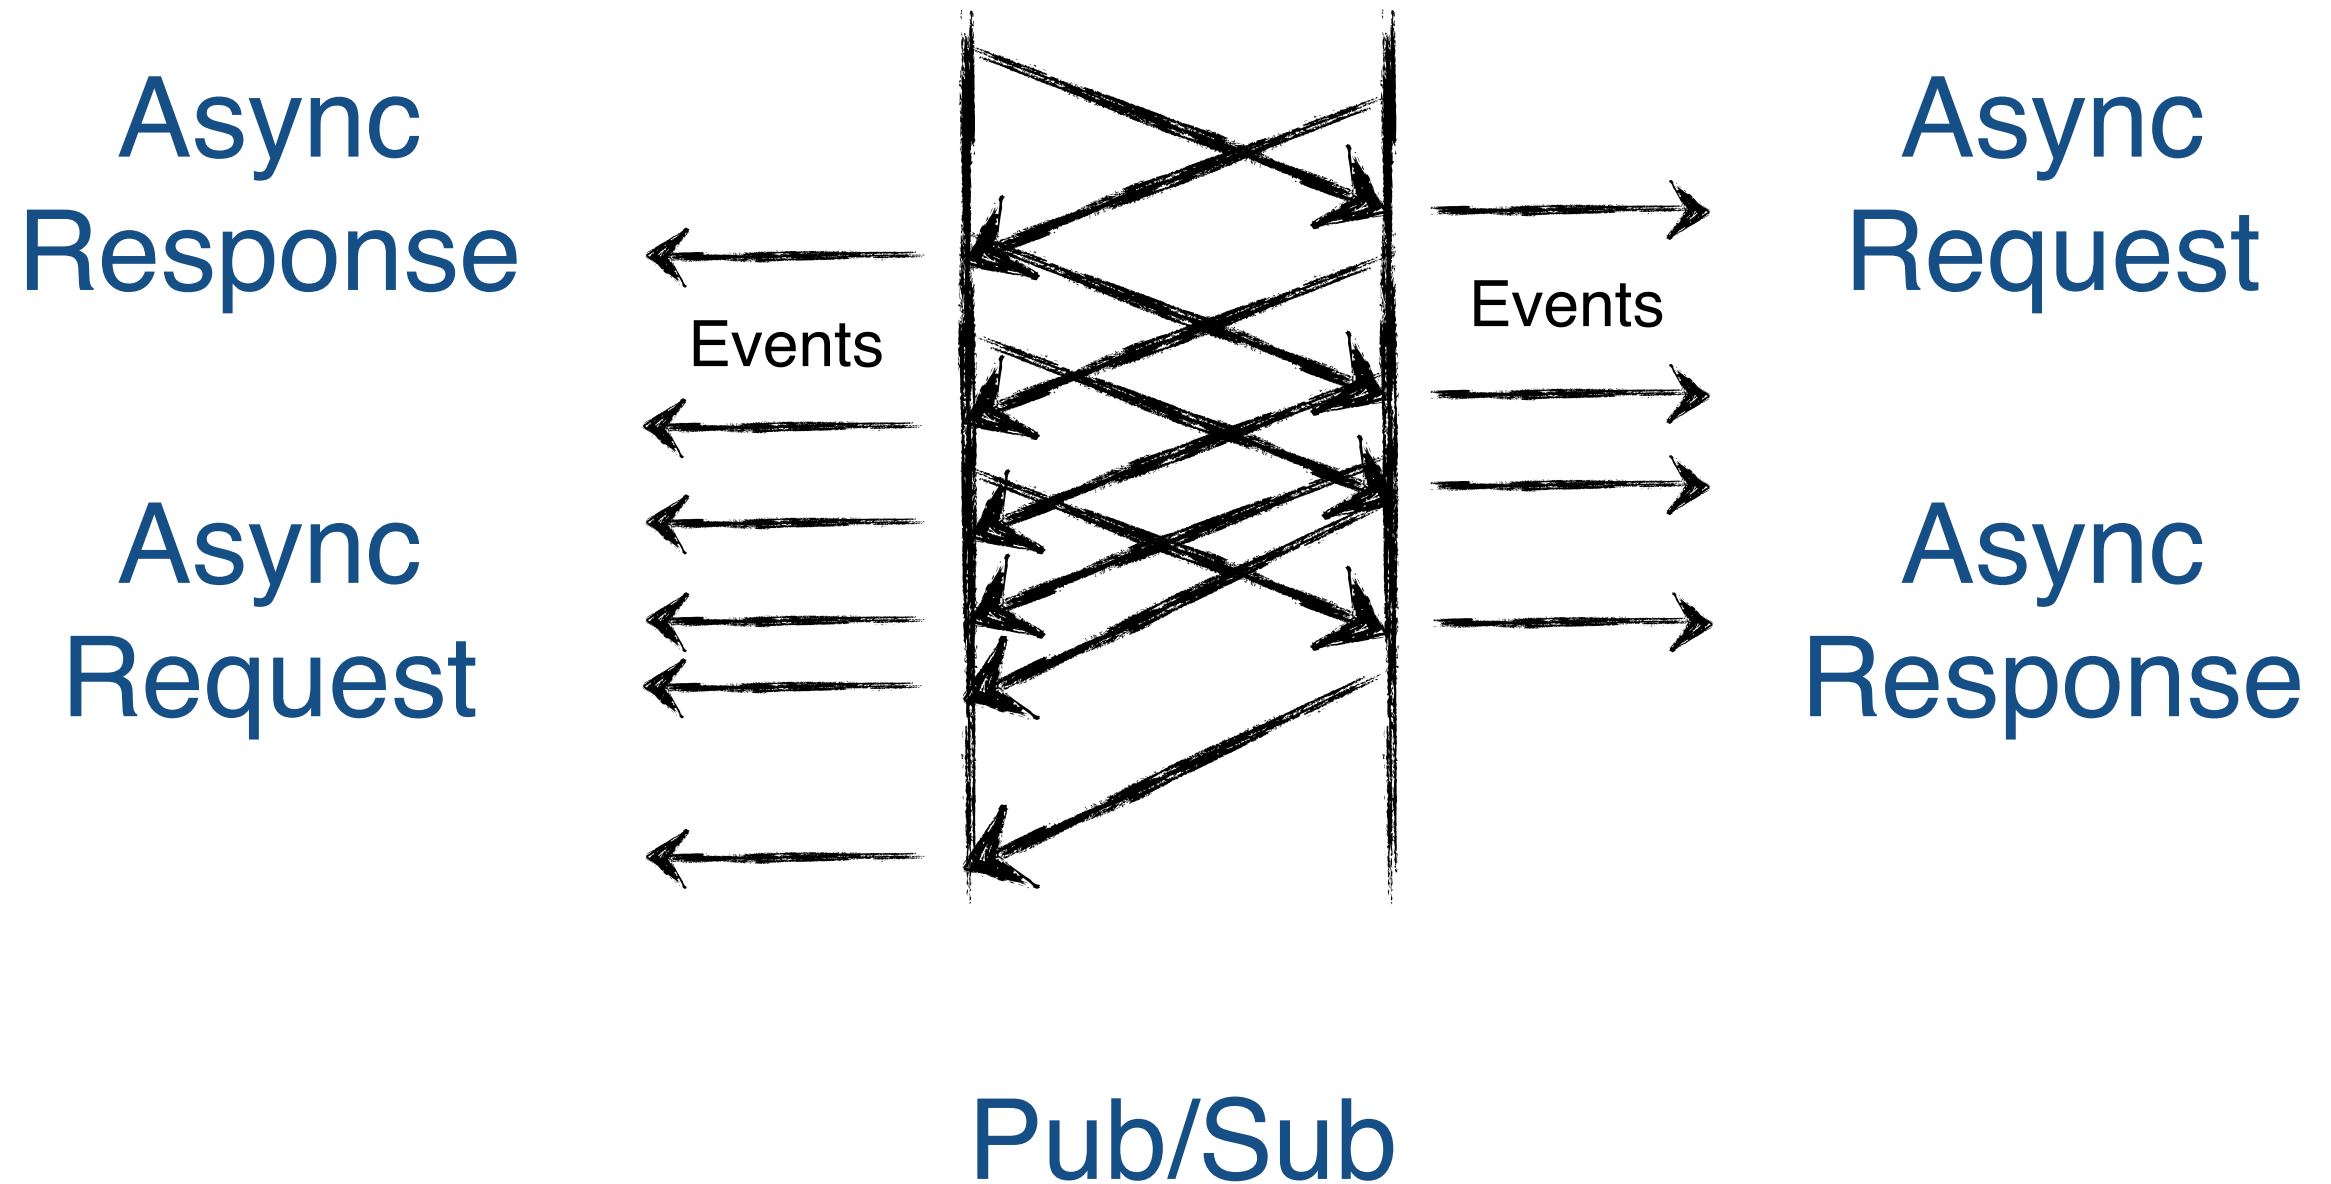 Async
Response
Events
Async
Request
Async
Request
Events
Async
Response
Pub/Sub